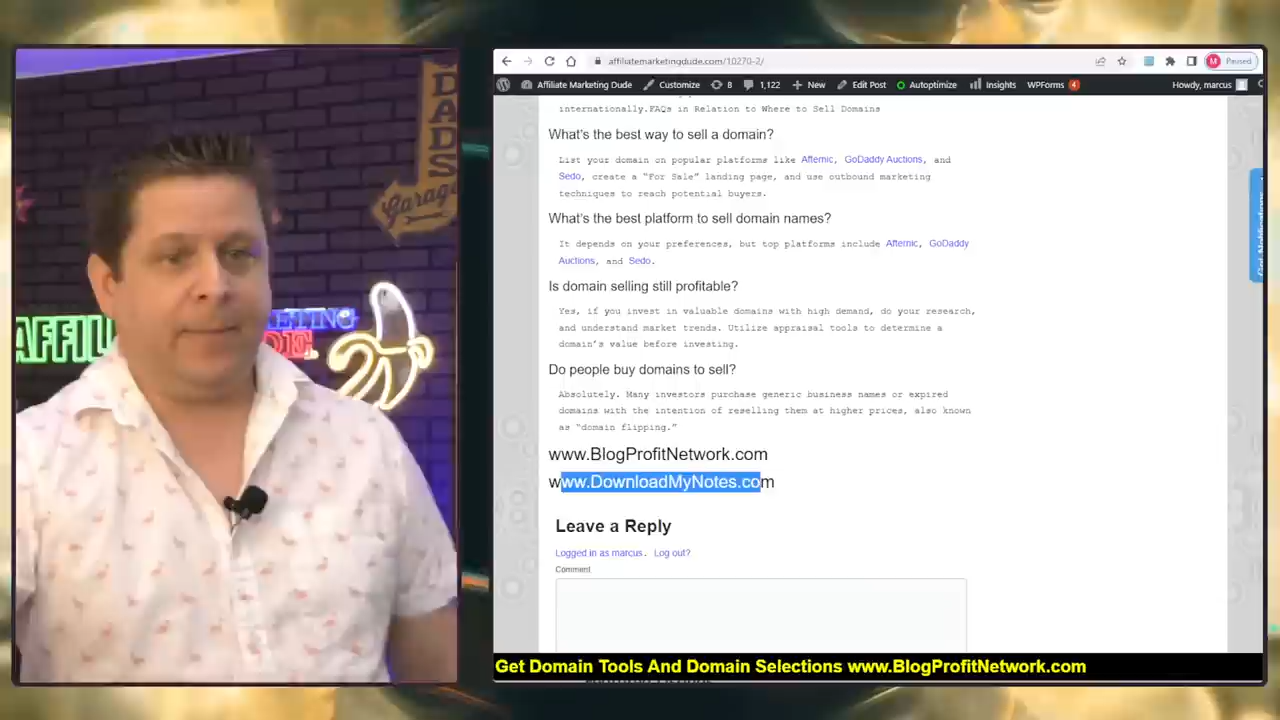 DADS
Garage
AFFIL
KETING
DE.
affiliatemarketingdude.com/10270-2/
M Paused
Affiliate Marketing Dude Customize 8 1,122 New Edit Post Autoptimize Insights WPForms 4 Howdy, marcus
internationally.FAQs in Relation to Where to Sell Domains
What's the best way to sell a domain?
List your domain on popular platforms like Afternic, GoDaddy Auctions, and
Sedo, create a “For Sale” landing page, and use outbound marketing
techniques to reach potential buyers.
What's the best platform to sell domain names?
It depends on your preferences, but top platforms include Afternic, GoDaddy
Auctions, and Sedo.
Is domain selling still profitable?
Yes, if you invest in valuable domains with high demand, do your research,
and understand market trends. Utilize appraisal tools to determine a
domain’s value before investing.
Do people buy domains to sell?
Absolutely. Many investors purchase generic business names or expired
domains with the intention of reselling them at higher prices, also known
as “domain flipping.”
www.BlogProfitNetwork.com
www.DownloadMyNotes.com
Leave a Reply
Logged in as marcus. Log out?
Comment
Get Notifications
Get Domain Tools And Domain Selections www.BlogProfitNetwork.com